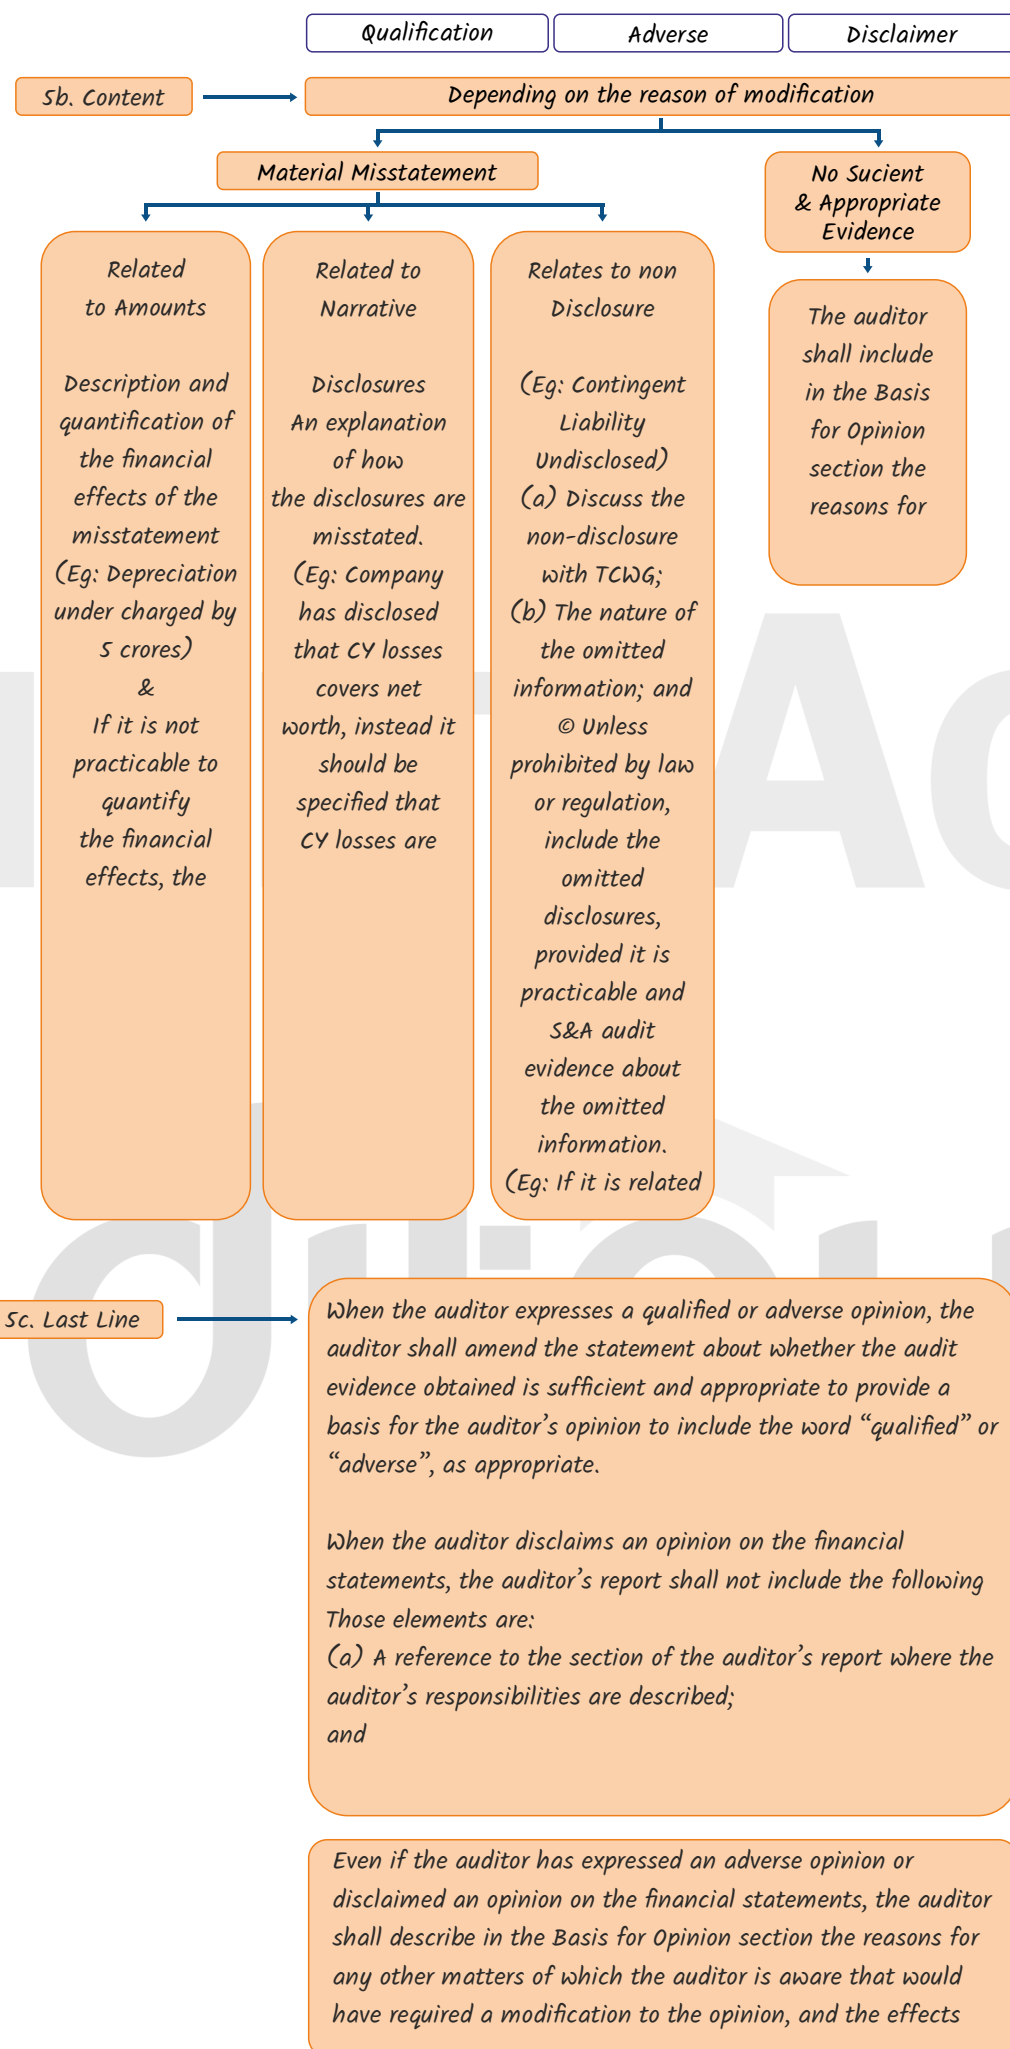 Qualification
Adverse
Disclaimer
5b. Content
Depending on the reason of modification
Material Misstatement
No Sucient
& Appropriate
Evidence
Related
to Amounts
Description and
quantification of
the financial
effects of the
misstatement
(Eg: Depreciation
under charged by
5 crores)
&
If it is not
practicable to
quantify
the financial
effects, the
Related to
Narrative
Disclosures
An explanation
of how
the disclosures are
misstated.
(Eg: Company
has disclosed
that CY losses
covers net
worth, instead it
should be
specified that
CY losses are
Relates to non
Disclosure
(Eg: Contingent
Liability
Undisclosed)
(a) Discuss the
non-disclosure
with TCWG;
(b) The nature of
the omitted
information; and
© Unless
prohibited by law
or regulation,
include the
omitted
disclosures,
provided it is
practicable and
S&A audit
evidence about
the omitted
information.
(Eg: If it is related
The auditor
shall include
in the Basis
for Opinion
section the
reasons for
5c. Last Line
When the auditor expresses a qualified or adverse opinion, the
auditor shall amend the statement about whether the audit
evidence obtained is sufficient and appropriate to provide a
basis for the auditor’s opinion to include the word “qualified” or
“adverse”, as appropriate.
When the auditor disclaims an opinion on the financial
statements, the auditor’s report shall not include the following
Those elements are:
(a) A reference to the section of the auditor’s report where the
auditor’s responsibilities are described;
and
Even if the auditor has expressed an adverse opinion or
disclaimed an opinion on the financial statements, the auditor
shall describe in the Basis for Opinion section the reasons for
any other matters of which the auditor is aware that would
have required a modification to the opinion, and the effects